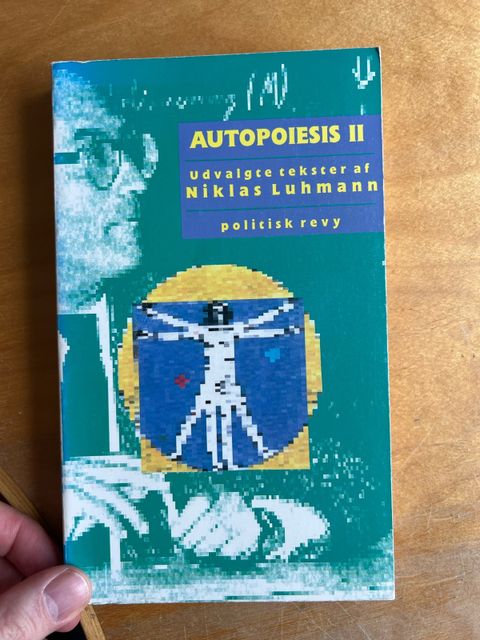 (M)
AUTOPOIESIS II
Udvalgte tekster af
Niklas Luhmann
politisk revy